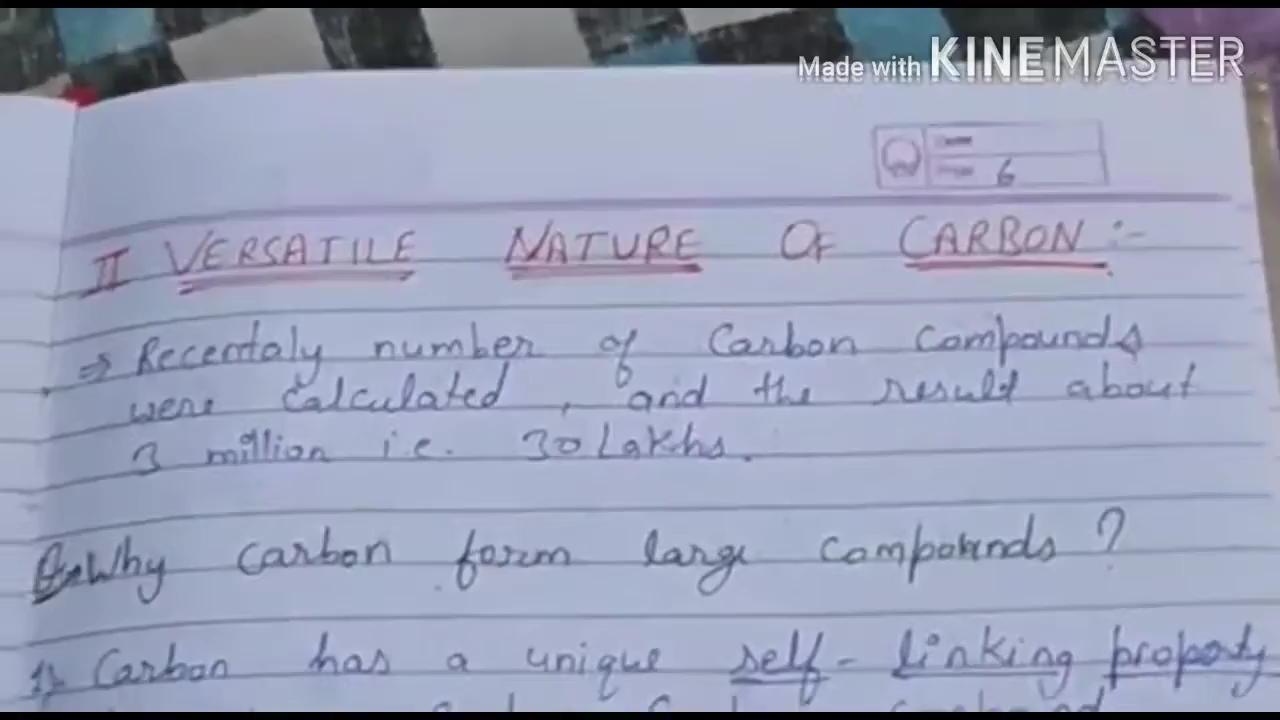 Made with KINEMASTER
6
II VERSATILE NATURE OF CARBON :-
⇒ Recentaly number of Carbon Compounds
were Calculated, and the result about
3 million i.e. 30 Lakhs.
Q→ Why carbon form large compounds ?
1) Carbon has a unique self-linking property